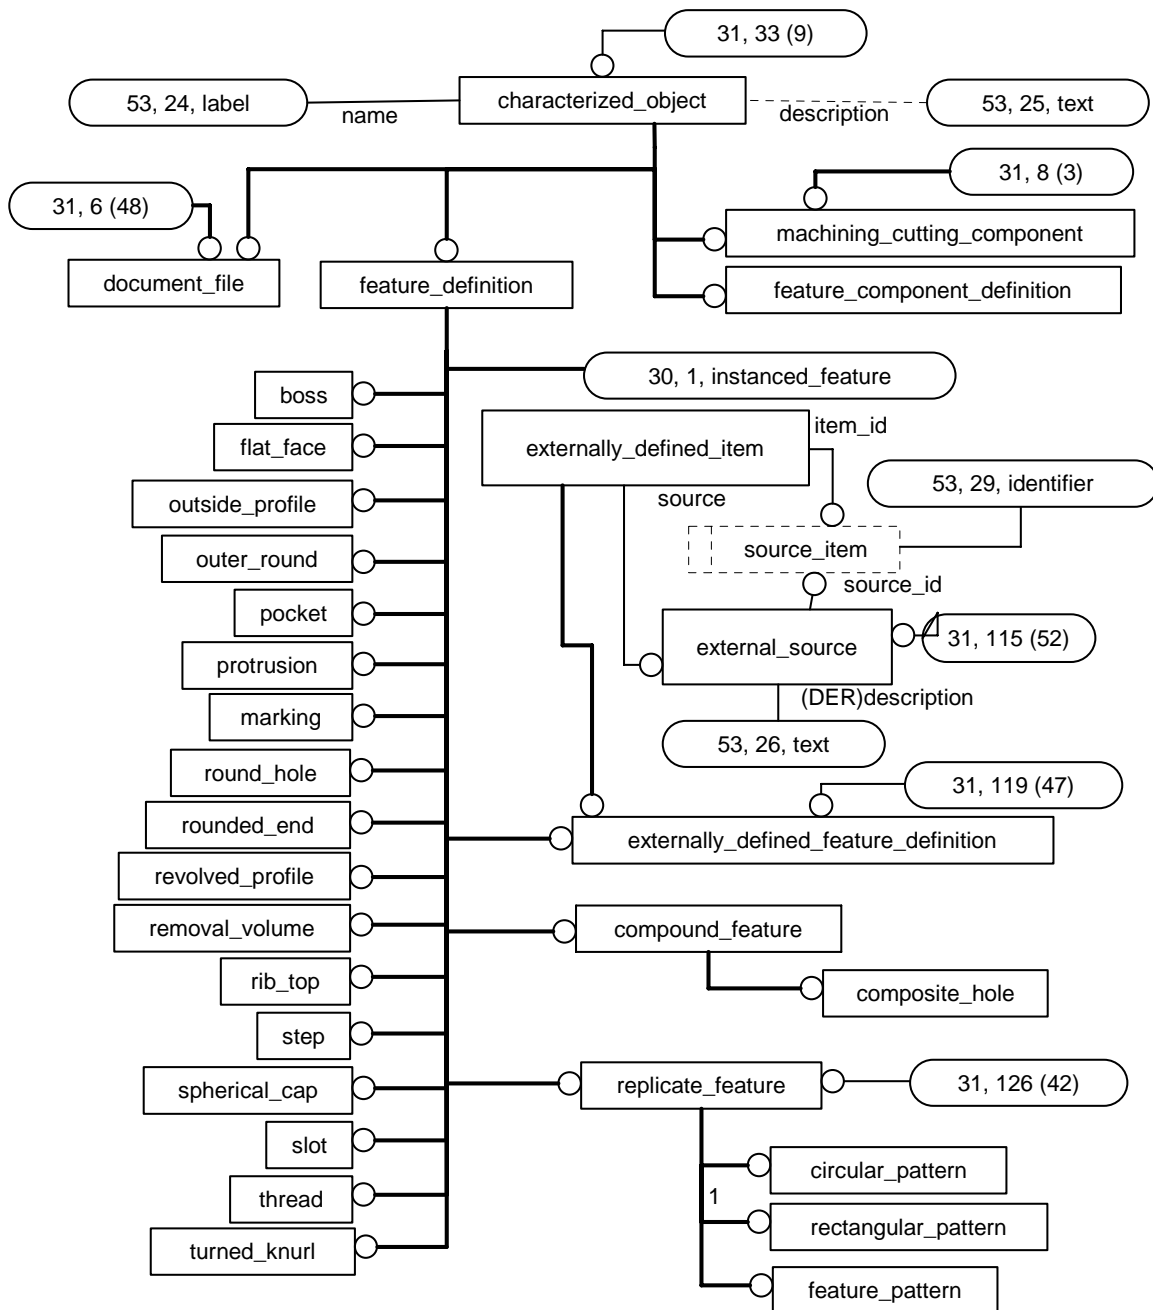 31, 33 (9)
53, 24, label
name
characterized_object
description
53, 25, text
31, 8 (3)
31, 6 (48)
machining_cutting_component
document_file
feature_definition
feature_component_definition
30, 1, instanced_feature
boss
item_id
flat_face
externally_defined_item
53, 29, identifier
outside_profile
source
outer_round
source_item
source_id
pocket
31, 115 (52)
protrusion
external_source
(DER)description
marking
53, 26, text
round_hole
31, 119 (47)
rounded_end
externally_defined_feature_definition
revolved_profile
removal_volume
compound_feature
rib_top
composite_hole
step
spherical_cap
replicate_feature
31, 126 (42)
slot
circular_pattern
thread
1
rectangular_pattern
turned_knurl
feature_pattern